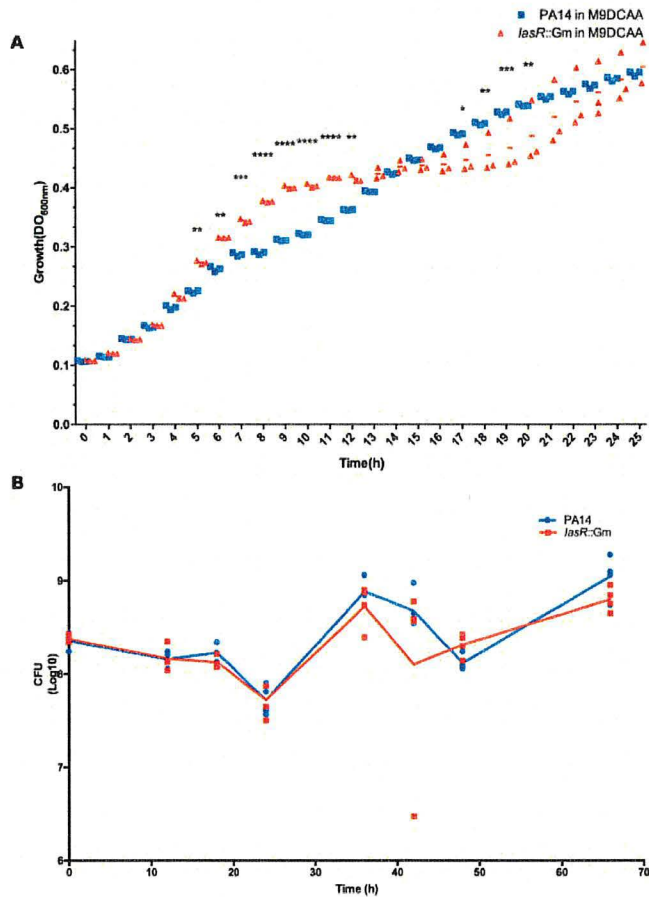 A
PA14 in M9DCAA
lasR::Gm in M9DCAA
0.6
0.5
0.4
0.3
0.2
0.1
0.0
Growth(DO600nm)
**
**
***
****
****
****
****
**
*
**
***
**
0 1 2 3 4 5 6 7 8 9 10 11 12 13 14 15 16 17 18 19 20 21 22 23 24 25
Time(h)
B
PA14
lasR::Gm
10
9
8
7
6
CFU
(Log10)
0 10 20 30 40 50 60 70
Time (h)